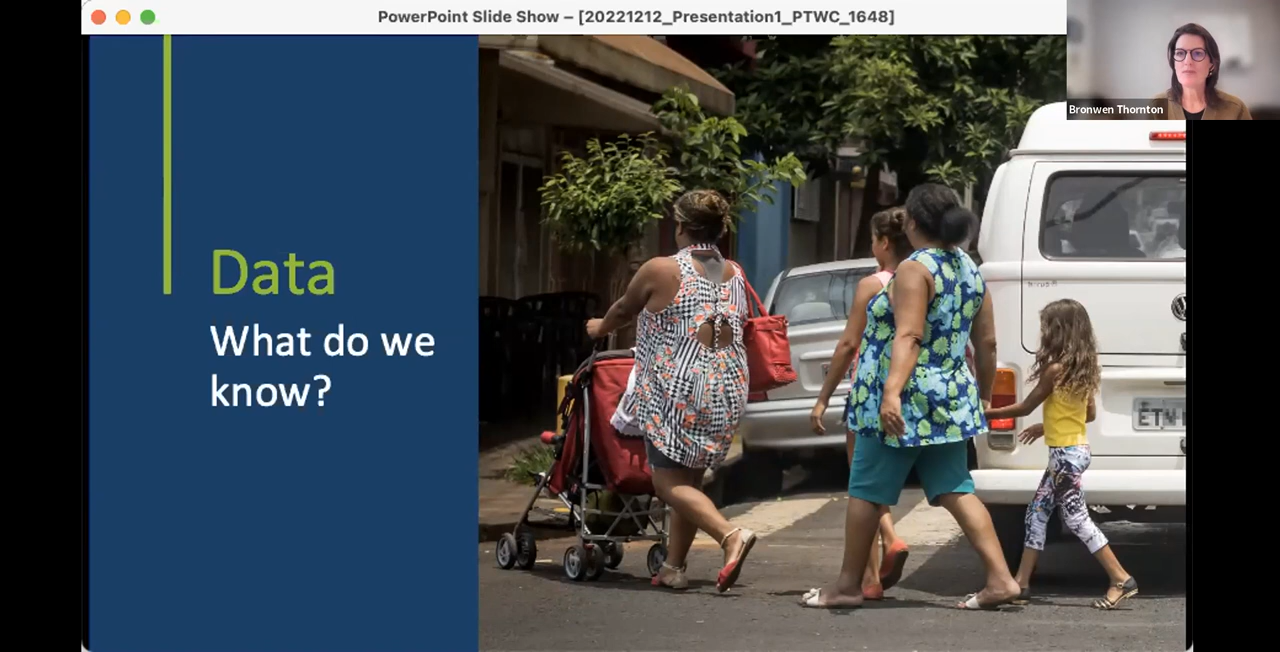 PowerPoint Slide Show – [20221212_Presentation1_PTWC_1648]
Bronwen Thornton
Data
What do we
know?